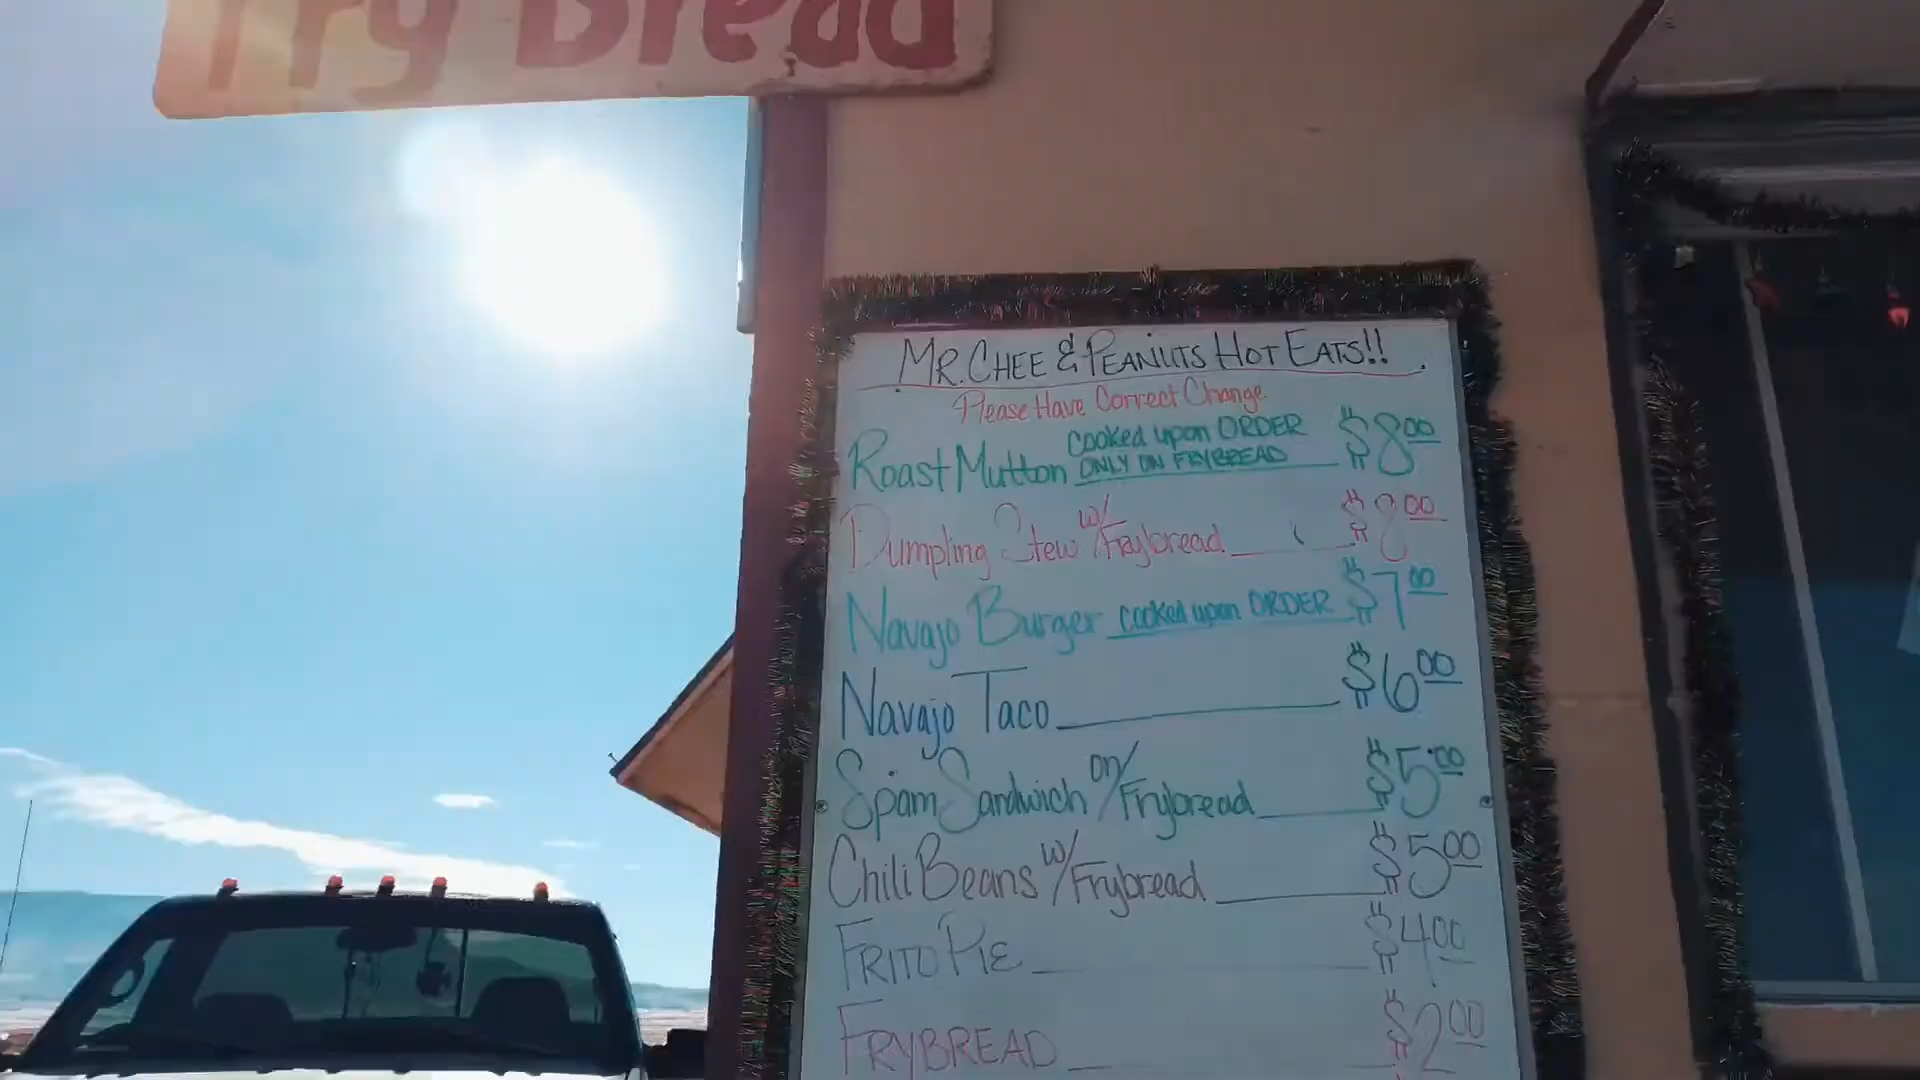 Fry Bread
MR. CHEE & PEANUTS HOT EATS!!
Please Have Correct Change.
Roast Mutton cooked upon ORDER ONLY ON FRYBREAD $8.00
Dumpling Stew w/ Frybread $8.00
Navajo Burger cooked upon ORDER $7.00
Navajo Taco $6.00
Spam Sandwich on/ Frybread $5.00
Chili Beans w/ Frybread $5.00
FRITO PIE $4.00
FRYBREAD $2.00